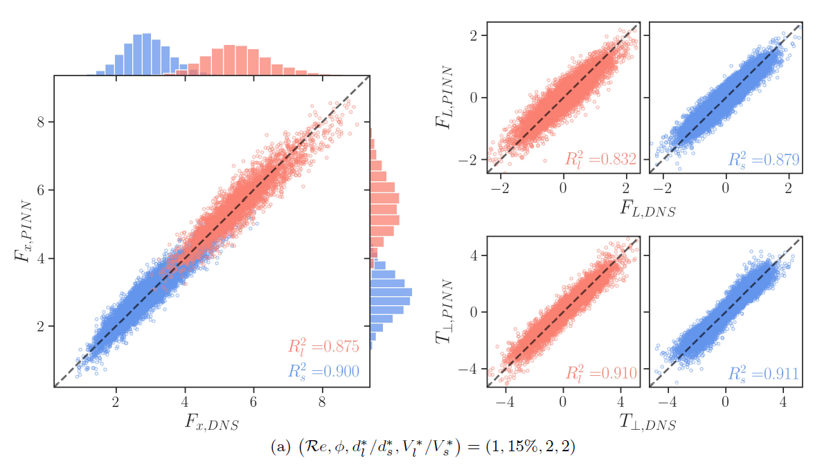 8
6
4
2
F_{x,PINN}
R_l^2=0.875
R_s^2=0.900
2 4 6 8
F_{x,DNS}
2
0
−2
F_{L,PINN}
R_l^2=0.832
R_s^2=0.879
−2 0 2 −2 0 2
F_{L,DNS}
4
0
−4
T_{⊥,PINN}
R_l^2=0.910
R_s^2=0.911
−4 0 4 −4 0 4
T_{⊥,DNS}
(a) (Re, ϕ, d_l^*/d_s^*, V_l^*/V_s^*) = (1, 15%, 2, 2)